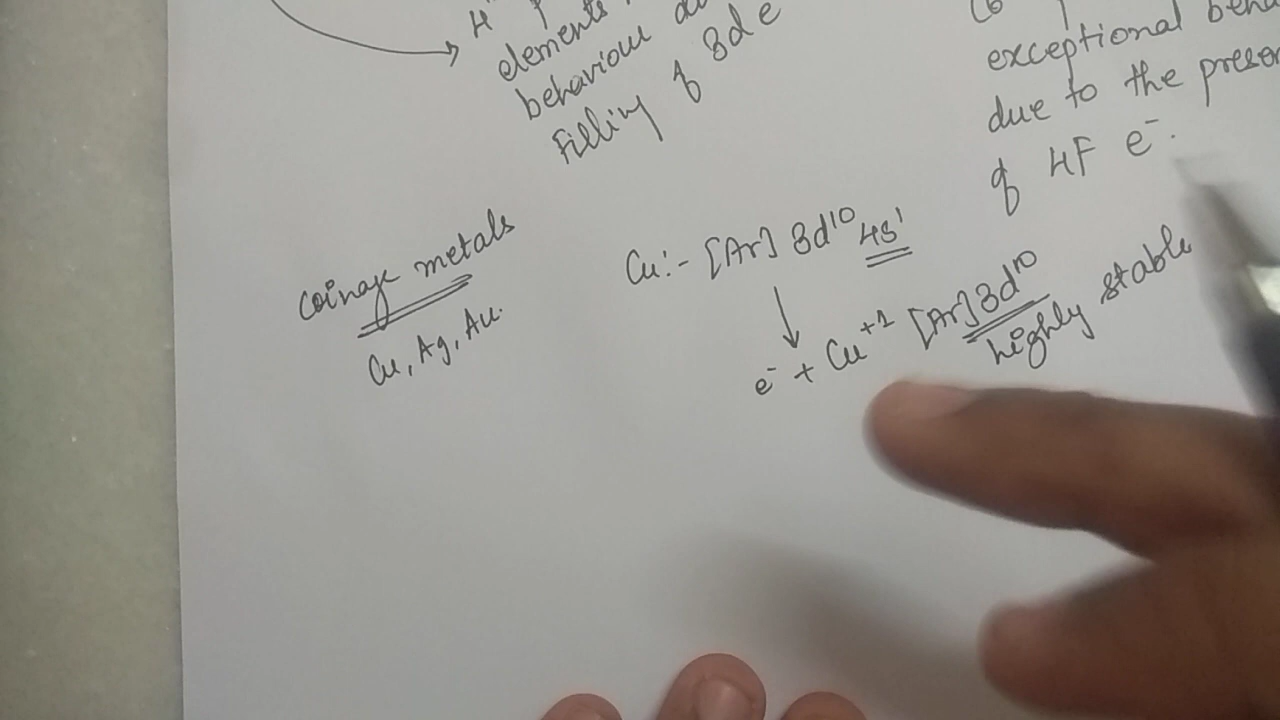 elements
behaviour
Filling of 3d e
exceptional
due to the
of 4F e⁻.
coinage metals
Cu, Ag, Au.
Cu:- [Ar] 3d¹⁰ 4s¹
e⁻ + Cu⁺¹ [Ar] 3d¹⁰
highly stable